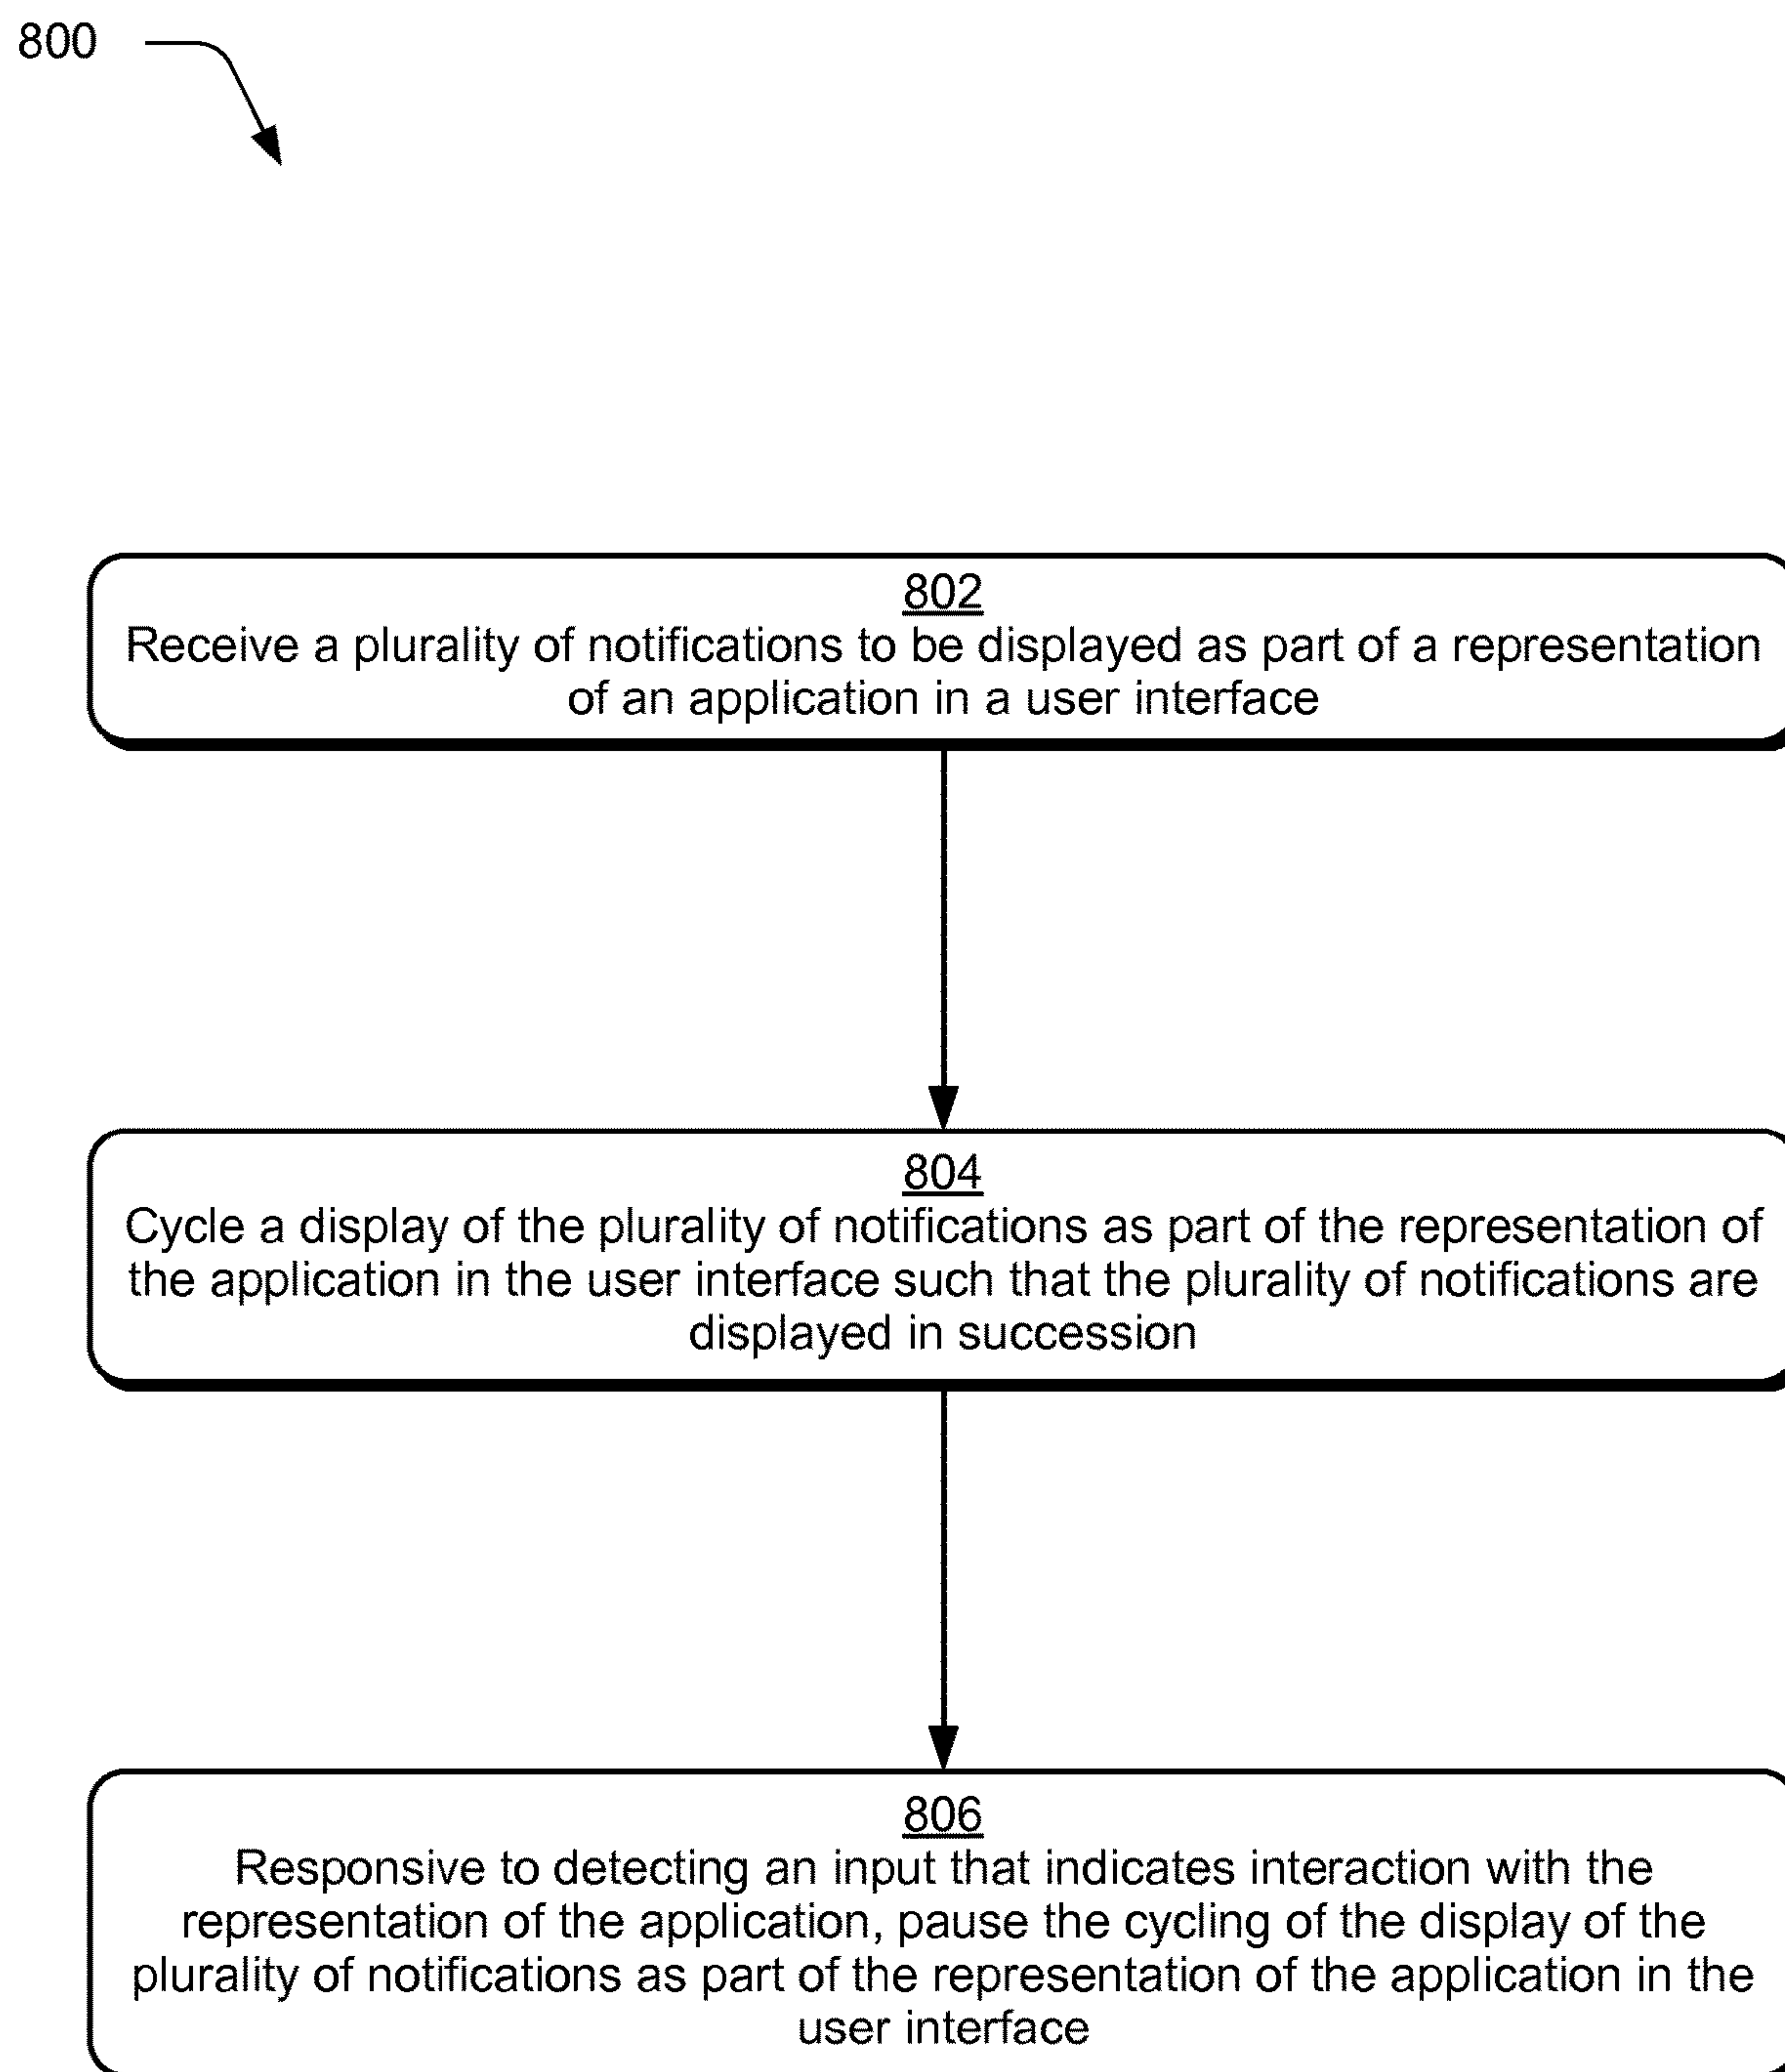 800
802
Receive a plurality of notifications to be displayed as part of a representation
of an application in a user interface
804
Cycle a display of the plurality of notifications as part of the representation of
the application in the user interface such that the plurality of notifications are
displayed in succession
806
Responsive to detecting an input that indicates interaction with the
representation of the application, pause the cycling of the display of the
plurality of notifications as part of the representation of the application in the
user interface